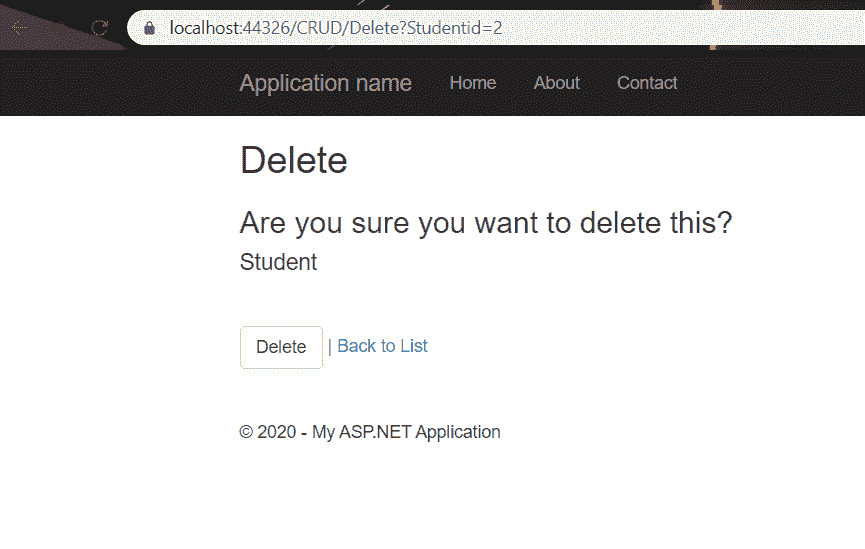 localhost:44326/CRUD/Delete?Studentid=2
Application name Home About Contact
Delete
Are you sure you want to delete this?
Student
Delete | Back to List
© 2020 - My ASP.NET Application